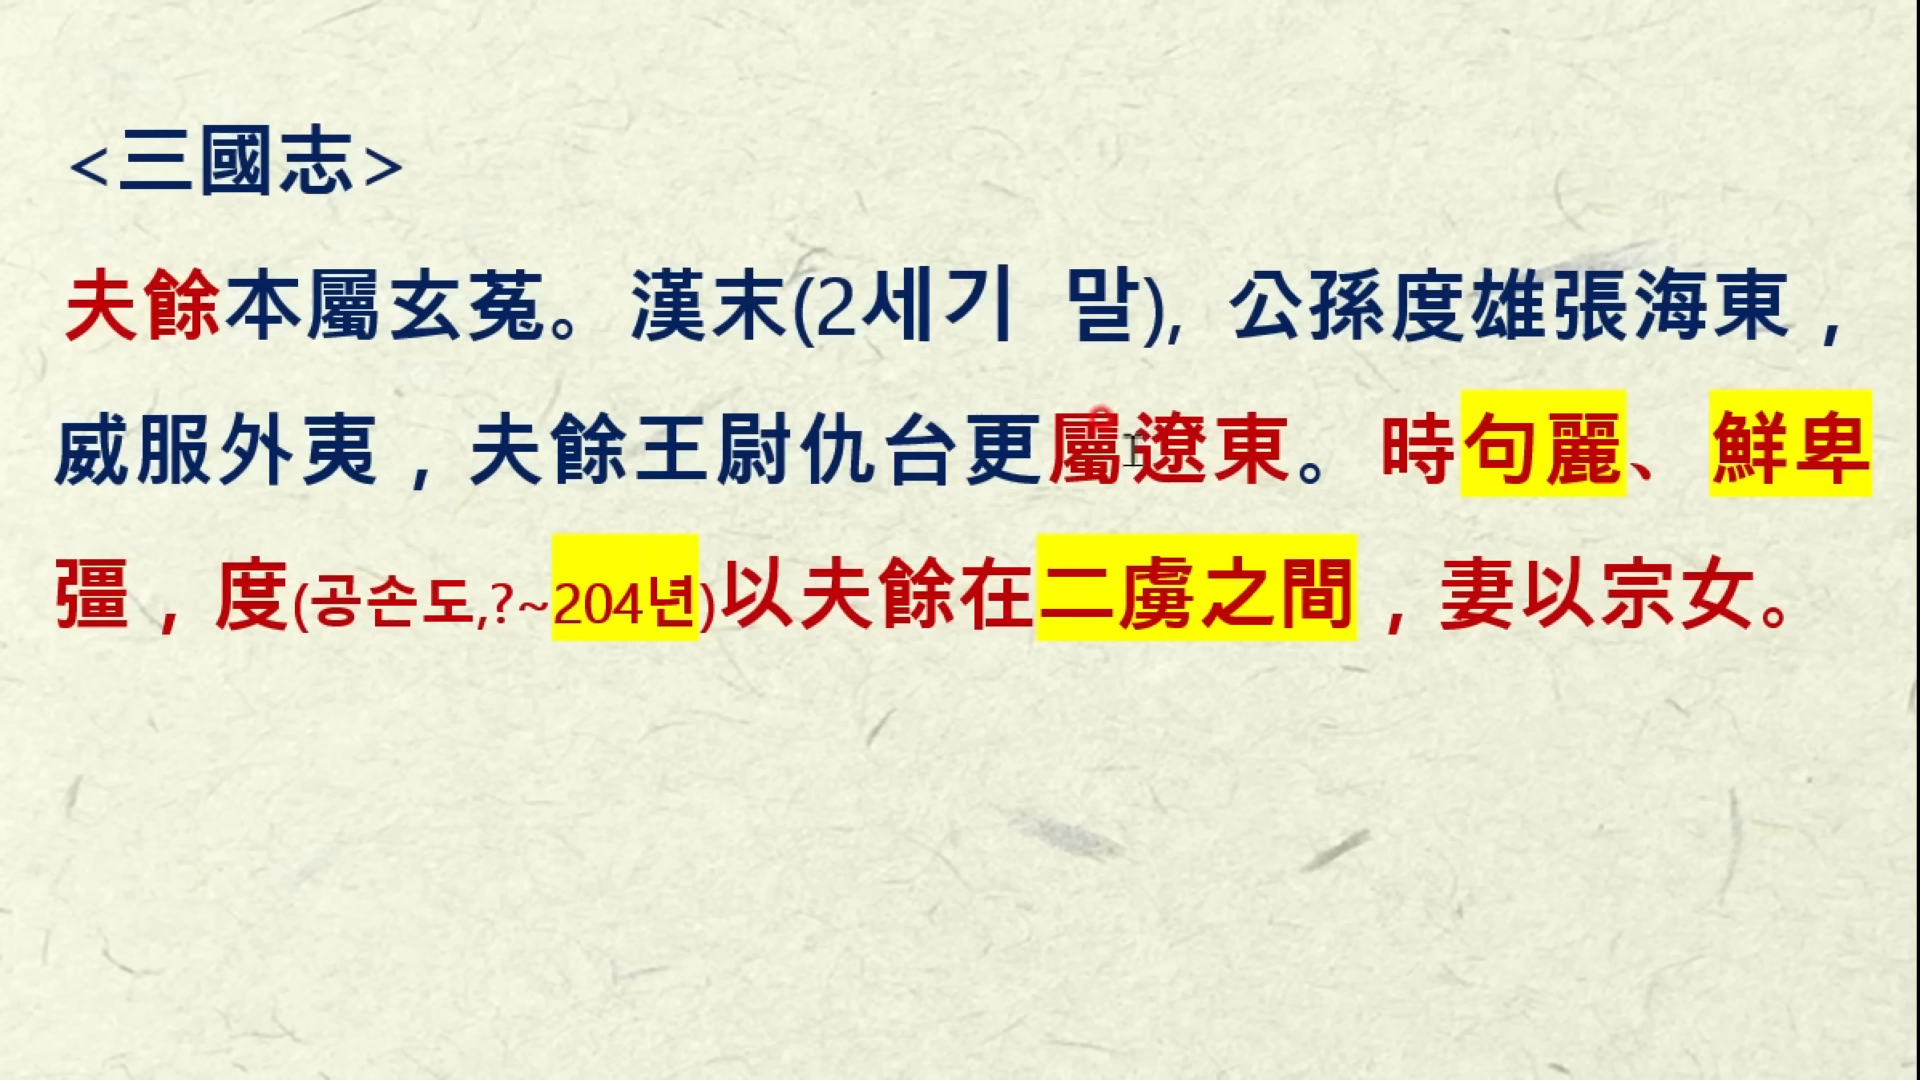 <三國志>
夫餘本屬玄菟。漢末(2세기 말), 公孫度雄張海東，
威服外夷，夫餘王尉仇台更屬遼東。時句麗、鮮卑
彊，度(공손도,?~204년)以夫餘在二虜之間，妻以宗女。